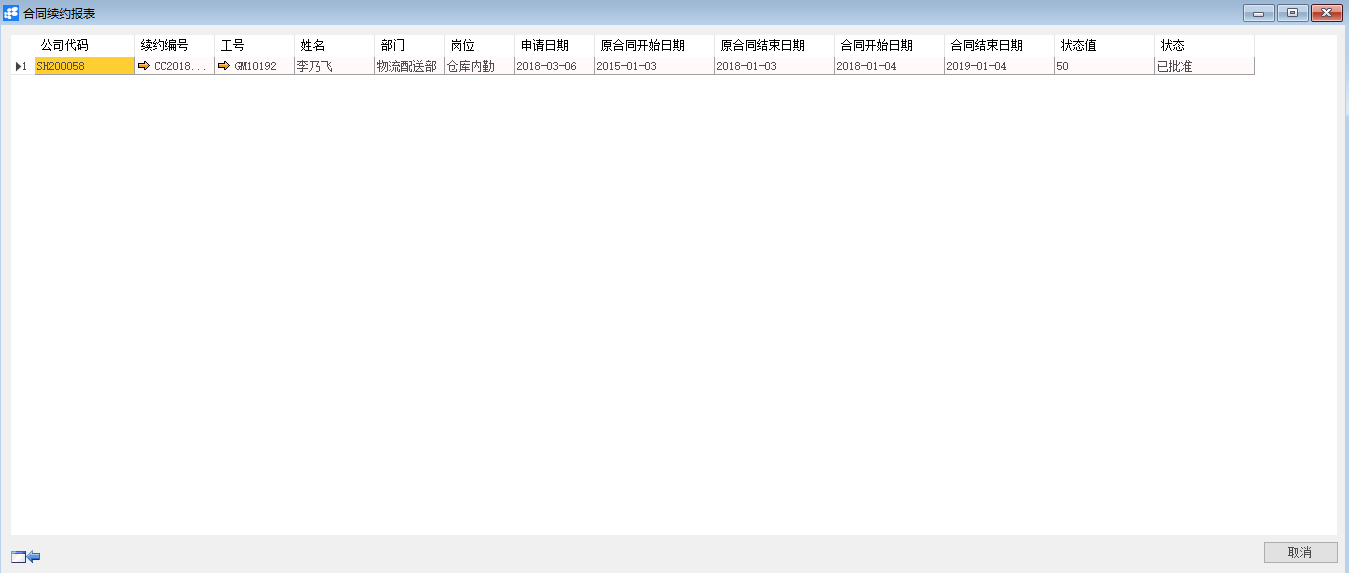 合同续约报表
公司代码 续约编号 工号 姓名 部门 岗位 申请日期 原合同开始日期 原合同结束日期 合同开始日期 合同结束日期 状态值 状态
1 SH200058 CC2018... GM10192 李乃飞 物流配送部 仓库内勤 2018-03-06 2015-01-03 2018-01-03 2018-01-04 2019-01-04 50 已批准
取消